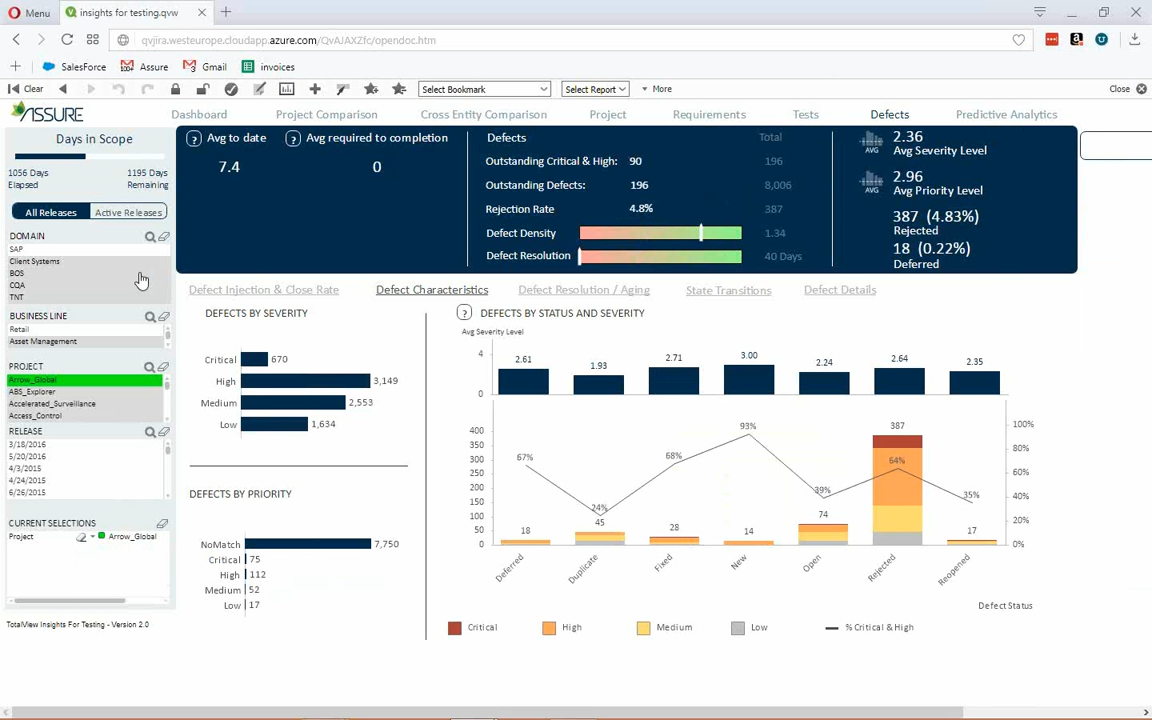 Menu
insights for testing.qvw
qvjira.westeurope.cloudapp.azure.com/QvAJAXZfc/opendoc.htm
SalesForce
100+
Assure
Gmail
invoices
Clear
Select Bookmark
Select Report
More
Close
ASSURE
Dashboard
Project Comparison
Cross Entity Comparison
Project
Requirements
Tests
Defects
Predictive Analytics
Days in Scope
1056 Days
Elapsed
1195 Days
Remaining
All Releases
Active Releases
DOMAIN
SAP
Client Systems
BOS
CQA
TNT
BUSINESS LINE
Retail
Asset Management
PROJECT
Arrow_Global
ABS_Explorer
Accelerated_Surveillance
Access_Control
RELEASE
3/18/2016
5/20/2016
4/3/2015
4/24/2015
6/26/2015
CURRENT SELECTIONS
Project
Arrow_Global
TotalView Insights For Testing - Version 2.0
? Avg to date
7.4
? Avg required to completion
0
Defects
Total
Outstanding Critical & High: 90 196
Outstanding Defects: 196 8,006
Rejection Rate 4.8% 387
Defect Density 1.34
Defect Resolution 40 Days
AVG
2.36
Avg Severity Level
AVG
2.96
Avg Priority Level
387 (4.83%)
Rejected
18 (0.22%)
Deferred
Defect Injection & Close Rate
Defect Characteristics
Defect Resolution / Aging
State Transitions
Defect Details
DEFECTS BY SEVERITY
Critical 670
High 3,149
Medium 2,553
Low 1,634
DEFECTS BY PRIORITY
NoMatch 7,750
Critical 75
High 112
Medium 52
Low 17
? DEFECTS BY STATUS AND SEVERITY
Avg Severity Level
4
0
2.61
1.93
2.71
3.00
2.24
2.64
2.35
400
350
300
250
200
150
100
50
0
100%
80%
60%
40%
20%
0%
67%
24%
68%
93%
39%
64%
35%
18
45
28
14
74
387
17
Deferred
Duplicate
Fixed
New
Open
Rejected
Reopened
Defect Status
Critical
High
Medium
Low
% Critical & High